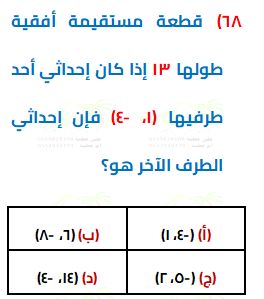 ٦٨) قطعة مستقيمة أفقية
طولها ١٣ إذا كان إحداثي أحد
طرفيها (١، -٤) فإن إحداثي
الطرف الآخر هو؟
(أ) (-٤، ١)
(ب) (٦، -٨)
(ج) (-٥، ٢)
(د) (١٤، -٤)